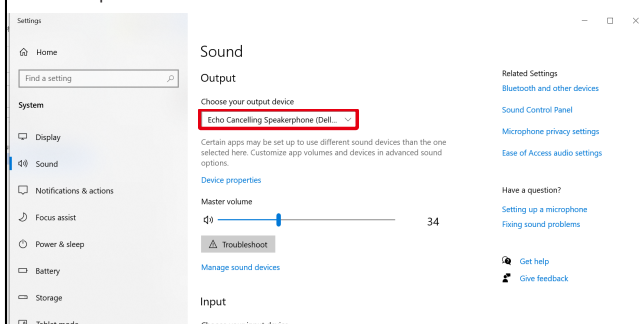 Settings
Home
Find a setting
System
Display
Sound
Notifications & actions
Focus assist
Power & sleep
Battery
Storage
Tablet mode
Sound
Output
Choose your output device
Echo Cancelling Speakerphone (Dell...
Certain apps may be set up to use different sound devices than the one
selected here. Customize app volumes and devices in advanced sound
options.
Device properties
Master volume
34
Troubleshoot
Manage sound devices
Input
Related Settings
Bluetooth and other devices
Sound Control Panel
Microphone privacy settings
Ease of Access audio settings
Have a question?
Setting up a microphone
Fixing sound problems
Get help
Give feedback